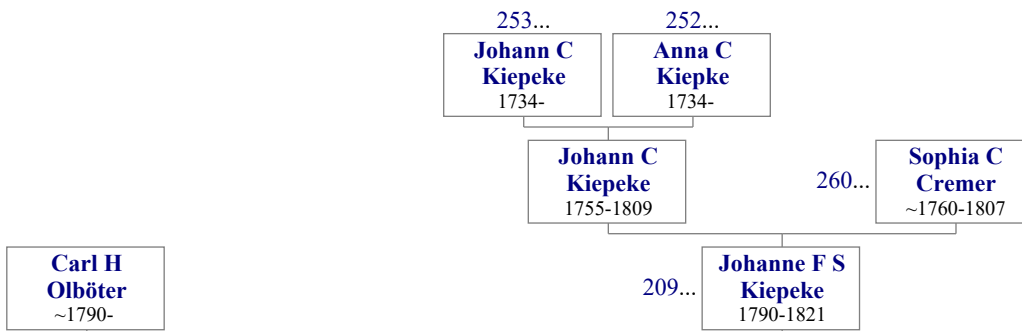 253...
252...
Johann C
Kiepeke
1734-
Anna C
Kiepke
1734-
Johann C
Kiepeke
1755-1809
260...
Sophia C
Cremer
~1760-1807
Carl H
Olböter
~1790-
209...
Johanne F S
Kiepeke
1790-1821